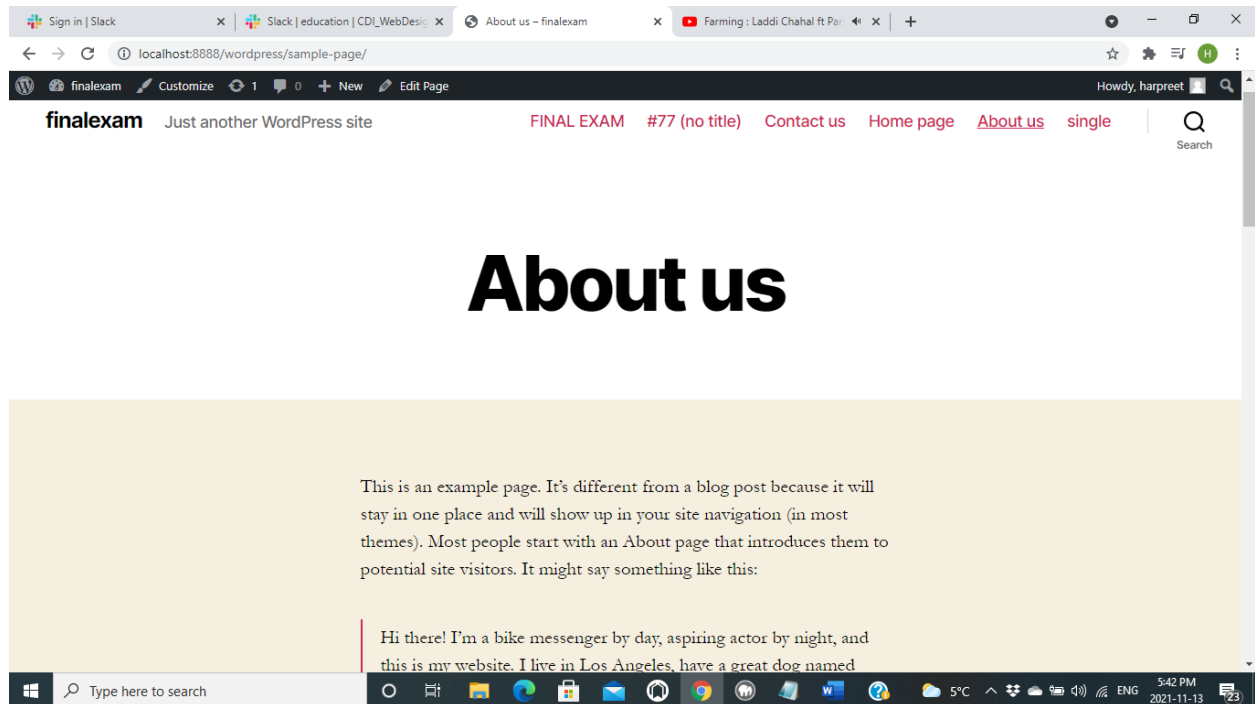 Sign in | Slack
Slack | education | CDI_WebDesig
About us – finalexam
Farming : Laddi Chahal ft Par
localhost:8888/wordpress/sample-page/
H
finalexam Customize 1 0 New Edit Page Howdy, harpreet
finalexam Just another WordPress site FINAL EXAM #77 (no title) Contact us Home page About us single
Search
About us
This is an example page. It’s different from a blog post because it will
stay in one place and will show up in your site navigation (in most
themes). Most people start with an About page that introduces them to
potential site visitors. It might say something like this:
Hi there! I’m a bike messenger by day, aspiring actor by night, and
this is my website. I live in Los Angeles, have a great dog named
Type here to search
5°C ENG
5:42 PM
2021-11-13
23